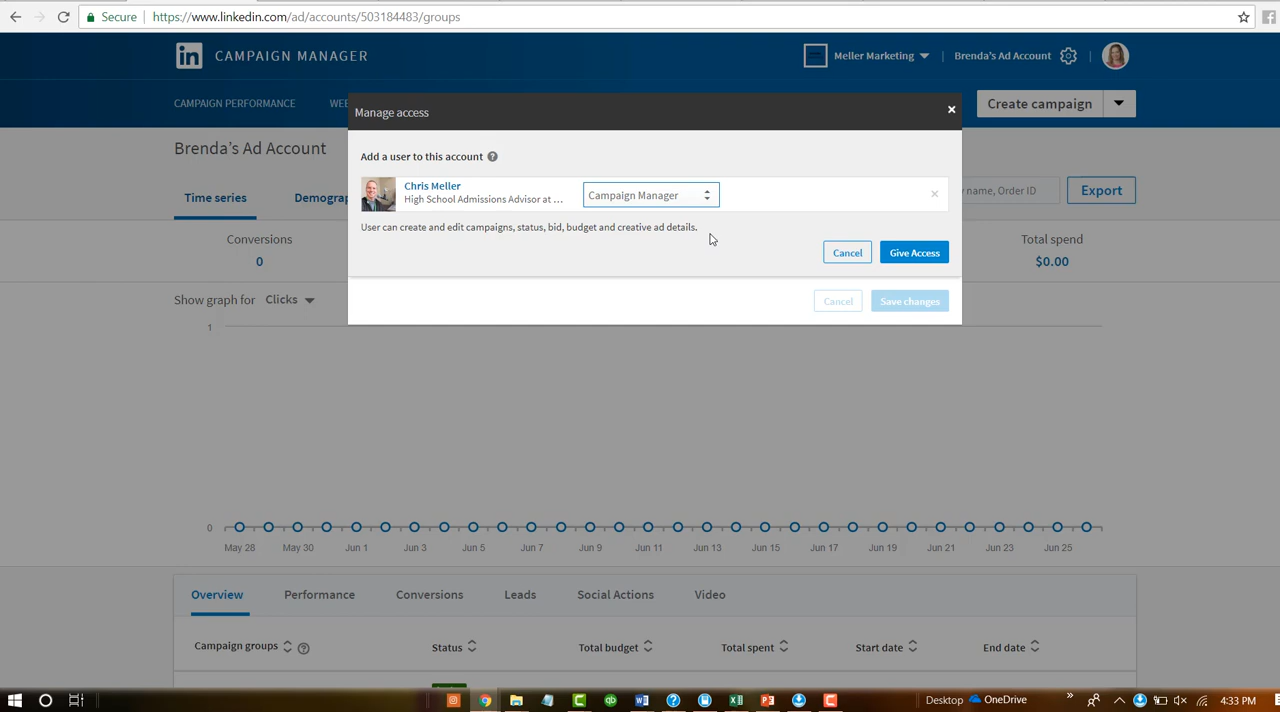 Secure
https://www.linkedin.com/ad/accounts/503184483/groups
in CAMPAIGN MANAGER
Meller Marketing
Brenda's Ad Account
CAMPAIGN PERFORMANCE
Create campaign
Manage access
Brenda's Ad Account
Add a user to this account ?
Chris Meller
High School Admissions Advisor at ...
Campaign Manager
User can create and edit campaigns, status, bid, budget and creative ad details.
Cancel
Give Access
Cancel
Save changes
Time series
name, Order ID
Export
Conversions
0
Total spend
$0.00
Show graph for Clicks
1
0
May 28 May 30 Jun 1 Jun 3 Jun 5 Jun 7 Jun 9 Jun 11 Jun 13 Jun 15 Jun 17 Jun 19 Jun 21 Jun 23 Jun 25
Overview Performance Conversions Leads Social Actions Video
Campaign groups ? Status Total budget Total spent Start date End date
Desktop OneDrive 4:33 PM